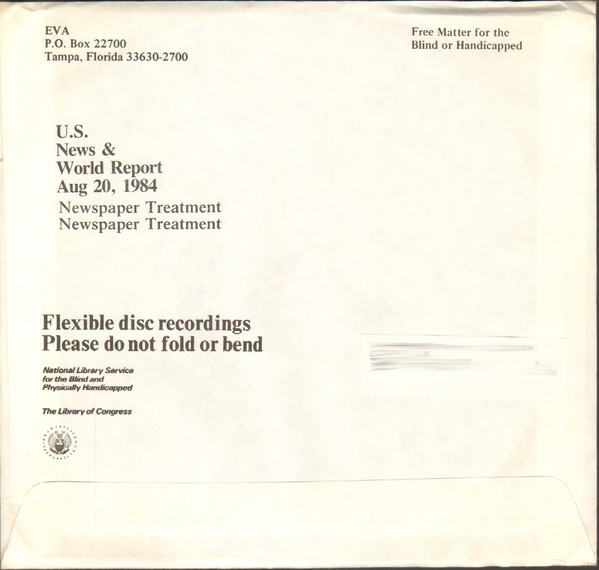 EVA
P.O. Box 22700
Tampa, Florida 33630-2700
Free Matter for the
Blind or Handicapped
U.S.
News &
World Report
Aug 20, 1984
Newspaper Treatment
Newspaper Treatment
Flexible disc recordings
Please do not fold or bend
National Library Service
for the Blind and
Physically Handicapped
The Library of Congress